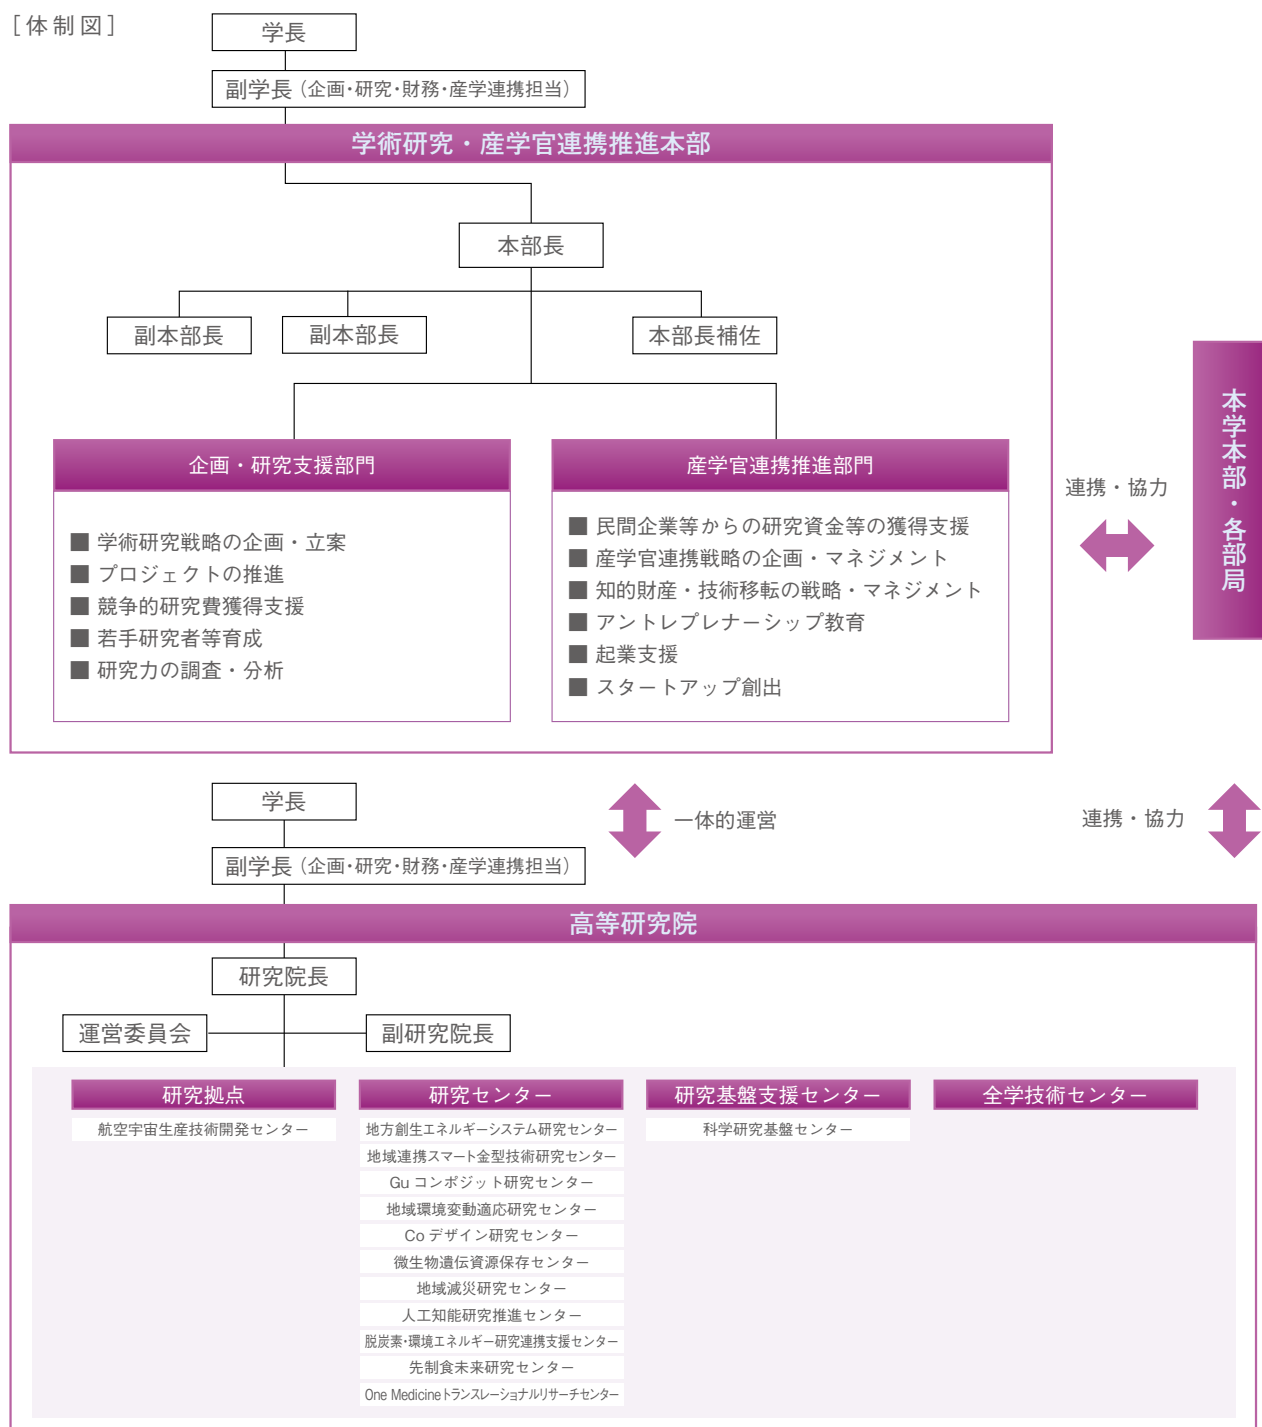 ［体制図］
学長
副学長（企画・研究・財務・産学連携担当）
学術研究・産学官連携推進本部
本部長
副本部長
副本部長
本部長補佐
企画・研究支援部門
■ 学術研究戦略の企画・立案
■ プロジェクトの推進
■ 競争的研究費獲得支援
■ 若手研究者等育成
■ 研究力の調査・分析
産学官連携推進部門
■ 民間企業等からの研究資金等の獲得支援
■ 産学官連携戦略の企画・マネジメント
■ 知的財産・技術移転の戦略・マネジメント
■ アントレプレナーシップ教育
■ 起業支援
■ スタートアップ創出
連携・協力
本学本部・各部局
学長
副学長（企画・研究・財務・産学連携担当）
一体的運営
連携・協力
高等研究院
研究院長
運営委員会
副研究院長
研究拠点
航空宇宙生産技術開発センター
研究センター
地方創生エネルギーシステム研究センター
地域連携スマート金型技術研究センター
Gu コンポジット研究センター
地域環境変動適応研究センター
Co デザイン研究センター
微生物遺伝資源保存センター
地域減災研究センター
人工知能研究推進センター
脱炭素・環境エネルギー研究連携支援センター
先制食未来研究センター
One Medicineトランスレーショナルリサーチセンター
研究基盤支援センター
科学研究基盤センター
全学技術センター